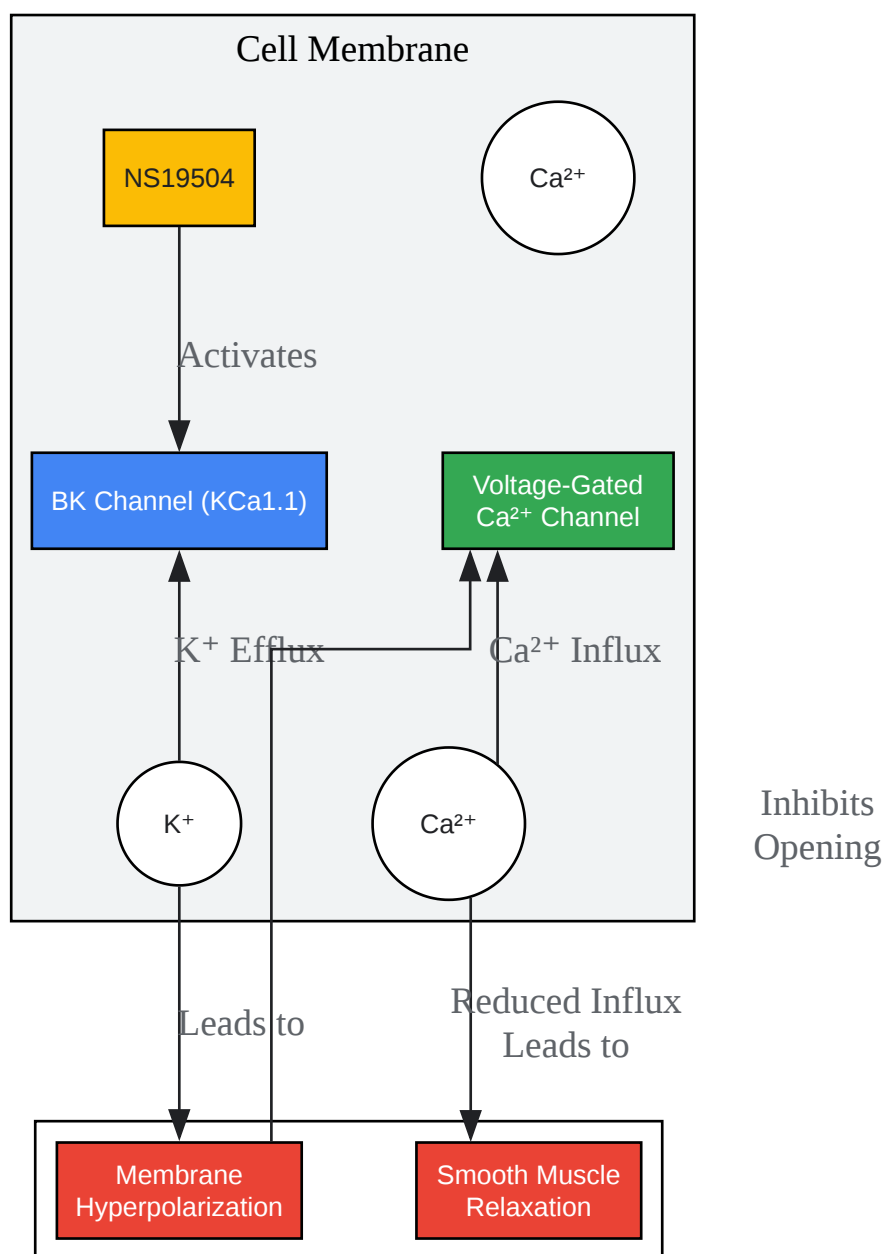 Cell Membrane
NS19504
Ca²⁺
Activates
BK Channel (KCa1.1)
Voltage-Gated
Ca²⁺ Channel
K⁺ Efflux
Ca²⁺ Influx
K⁺
Ca²⁺
Inhibits
Opening
Leads to
Reduced Influx
Leads to
Membrane
Hyperpolarization
Smooth Muscle
Relaxation